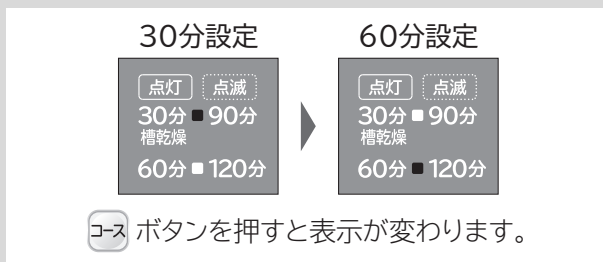 30分設定
点灯 点滅
30分■90分
槽乾燥
60分■120分
60分設定
点灯 点滅
30分■90分
槽乾燥
60分■120分
コース ボタンを押すと表示が変わります。